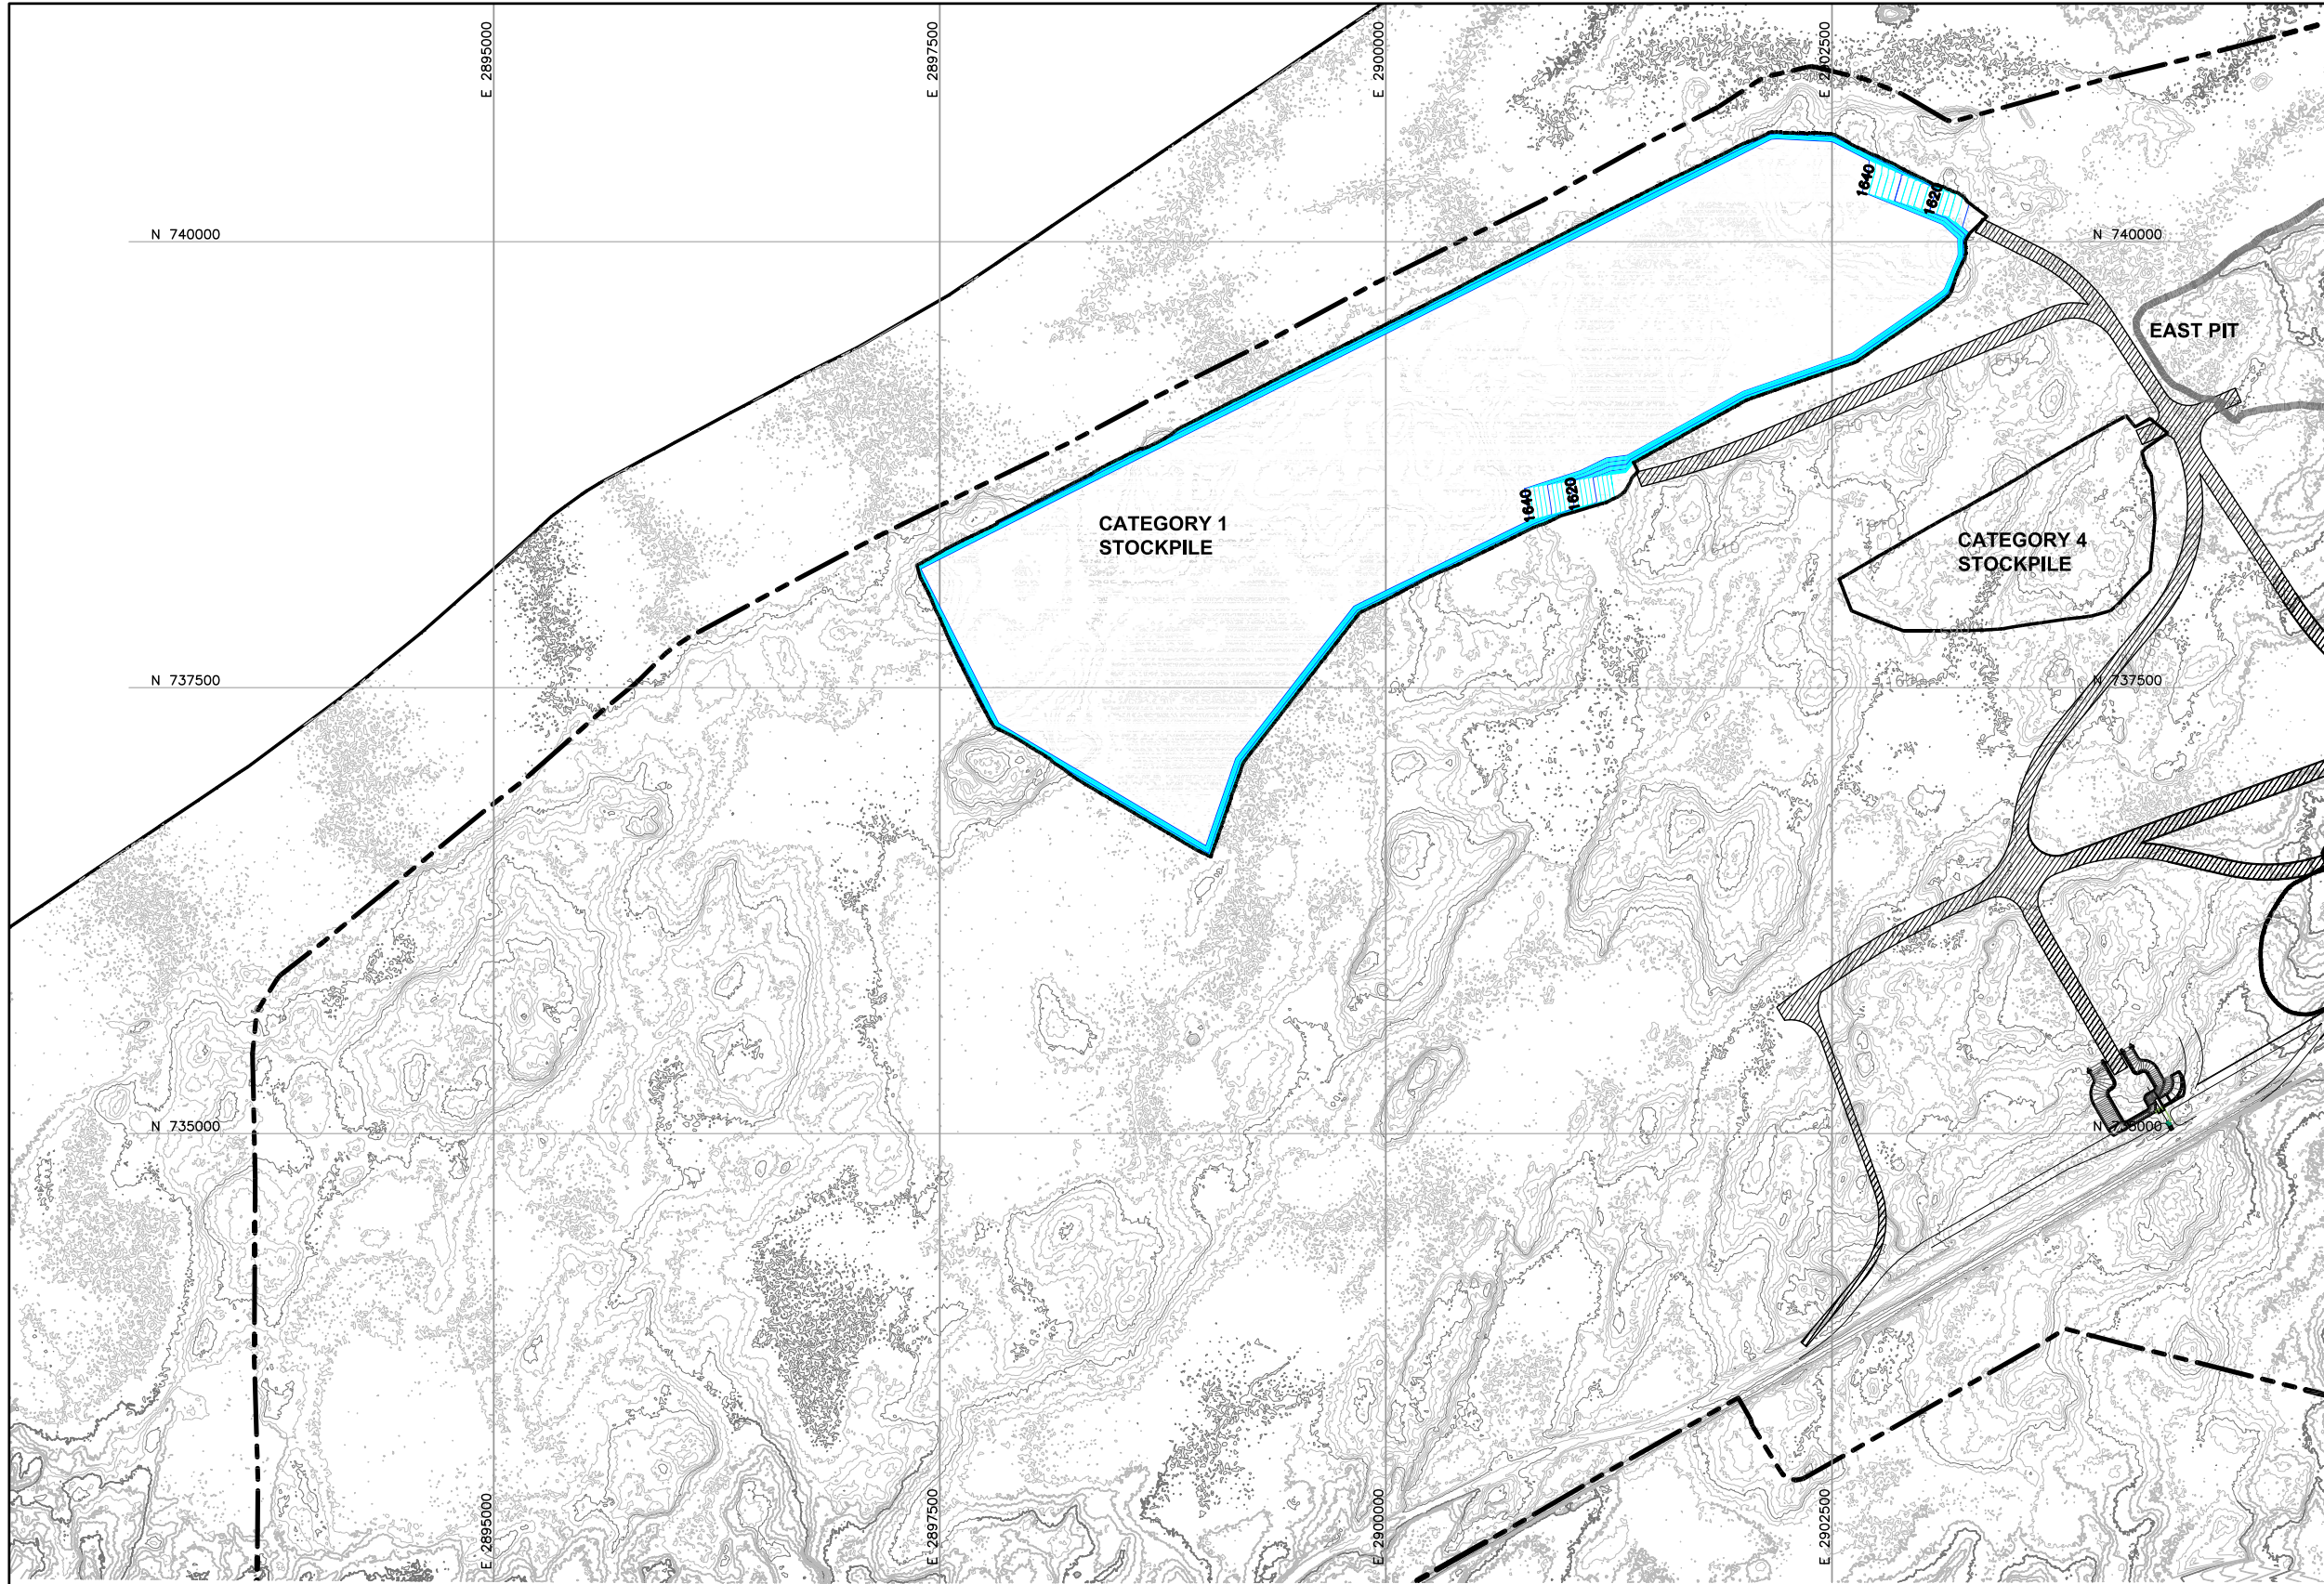 E 2895000
E 2897500
E 2900000
E 2902500
1640
1620
N 740000
N 740000
EAST PIT
1640
1620
CATEGORY 1
STOCKPILE
CATEGORY 4
STOCKPILE
N 737500
N 737500
N 735000
N 735000
E 2895000
E 2897500
E 2900000
E 2902500